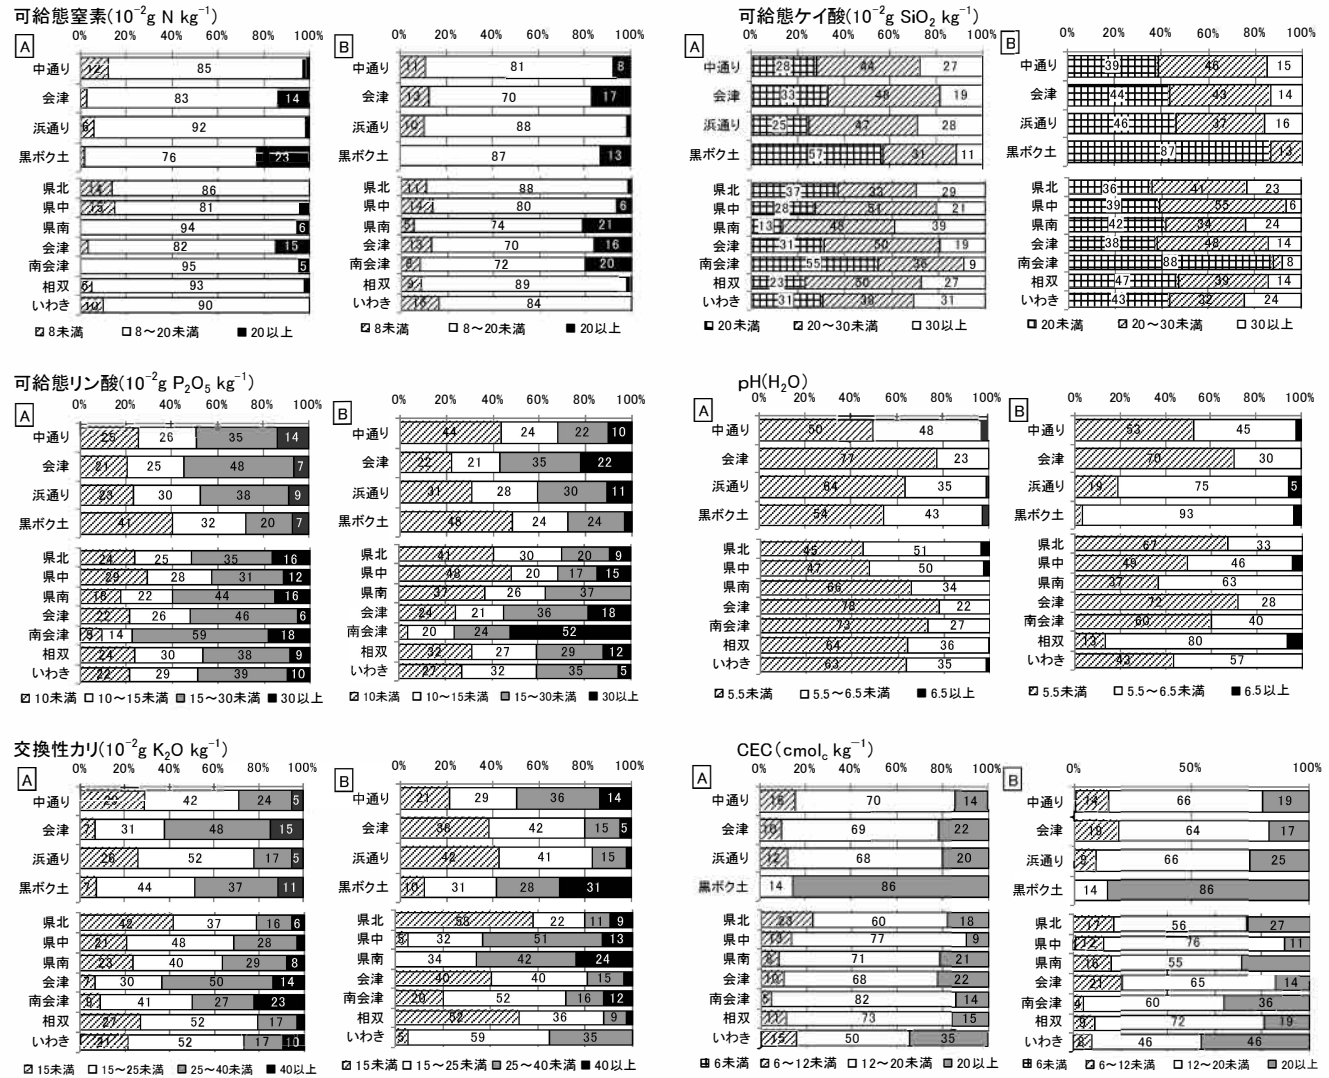 可給態窒素(10⁻²g N kg⁻¹)
A
0% 20% 40% 60% 80% 100%
中通り 12 85
会津 83 14
浜通り 6 92
黒ボク土 76 23
県北 14 86
県中 15 81
県南 94 6
会津 82 15
南会津 95 5
相双 5 93
いわき 10 90
8未満 8～20未満 20以上
B
0% 20% 40% 60% 80% 100%
11 81 8
13 70 17
10 88
87 13
11 88
14 80 6
5 74 21
13 70 16
8 72 20
9 89
16 84
8未満 8～20未満 20以上
可給態ケイ酸(10⁻²g SiO₂ kg⁻¹)
A
0% 20% 40% 60% 80% 100%
中通り 28 44 27
会津 33 48 19
浜通り 25 47 28
黒ボク土 57 31 11
県北 37 33 29
県中 28 51 21
県南 13 48 39
会津 31 50 19
南会津 55 36 9
相双 23 50 27
いわき 31 38 31
20未満 20～30未満 30以上
B
0% 20% 40% 60% 80% 100%
中通り 39 46 15
会津 44 43 14
浜通り 46 37 16
黒ボク土 87 13
県北 36 41 23
県中 39 55 6
県南 42 34 24
会津 38 48 14
南会津 88 8
相双 47 39 14
いわき 43 32 24
20未満 20～30未満 30以上
可給態リン酸(10⁻²g P₂O₅ kg⁻¹)
A
0% 20% 40% 60% 80% 100%
中通り 25 26 35 14
会津 21 25 48 7
浜通り 23 30 38 9
黒ボク土 41 32 20 7
県北 24 25 35 16
県中 29 28 31 12
県南 18 22 44 16
会津 22 26 46 6
南会津 9 14 59 18
相双 24 30 38 9
いわき 22 29 39 10
10未満 10～15未満 15～30未満 30以上
B
0% 20% 40% 60% 80% 100%
中通り 44 24 22 10
会津 22 21 35 22
浜通り 31 28 30 11
黒ボク土 48 24 24
県北 41 30 20 9
県中 48 20 17 15
県南 37 26 37
会津 24 21 36 18
南会津 20 24 52
相双 32 27 29 12
いわき 27 32 35 5
10未満 10～15未満 15～30未満 30以上
pH(H₂O)
A
0% 20% 40% 60% 80% 100%
中通り 50 48
会津 77 23
浜通り 64 35
黒ボク土 54 43
県北 45 51
県中 47 50
県南 66 34
会津 78 22
南会津 73 27
相双 64 36
いわき 63 35
5.5未満 5.5～6.5未満 6.5以上
B
0% 20% 40% 60% 80% 100%
中通り 53 45
会津 70 30
浜通り 19 75 5
黒ボク土 93
県北 67 33
県中 49 46
県南 37 63
会津 72 28
南会津 60 40
相双 13 80
いわき 43 57
5.5未満 5.5～6.5未満 6.5以上
交換性カリ(10⁻²g K₂O kg⁻¹)
A
0% 20% 40% 60% 80% 100%
中通り 29 42 24 5
会津 7 31 48 15
浜通り 26 52 17 5
黒ボク土 7 44 37 11
県北 42 37 16 6
県中 21 48 28
県南 23 40 29 8
会津 7 30 50 14
南会津 9 41 27 23
相双 27 52 17
いわき 21 52 17 10
15未満 15～25未満 25～40未満 40以上
B
0% 20% 40% 60% 80% 100%
中通り 21 29 36 14
会津 38 42 15 5
浜通り 42 41 15
黒ボク土 10 31 28 31
県北 58 22 11 9
県中 5 32 51 13
県南 34 42 24
会津 40 40 15
南会津 20 52 16 12
相双 52 36 9
いわき 5 59 35
15未満 15～25未満 25～40未満 40以上
CEC(cmol꜀ kg⁻¹)
A
0% 20% 40% 60% 80% 100%
中通り 16 70 14
会津 10 69 22
浜通り 12 68 20
黒ボク土 14 86
県北 23 60 18
県中 13 77 9
県南 8 71 21
会津 10 68 22
南会津 5 82 14
相双 11 73 15
いわき 15 50 35
6未満 6～12未満 12～20未満 20以上
B
0% 50% 100%
中通り 14 66 19
会津 19 64 17
浜通り 9 66 25
黒ボク土 14 86
県北 17 56 27
県中 12 76 11
県南 16 55
会津 21 65 14
南会津 4 60 36
相双 9 72 19
いわき 8 46 46
6未満 6～12未満 12～20未満 20以上